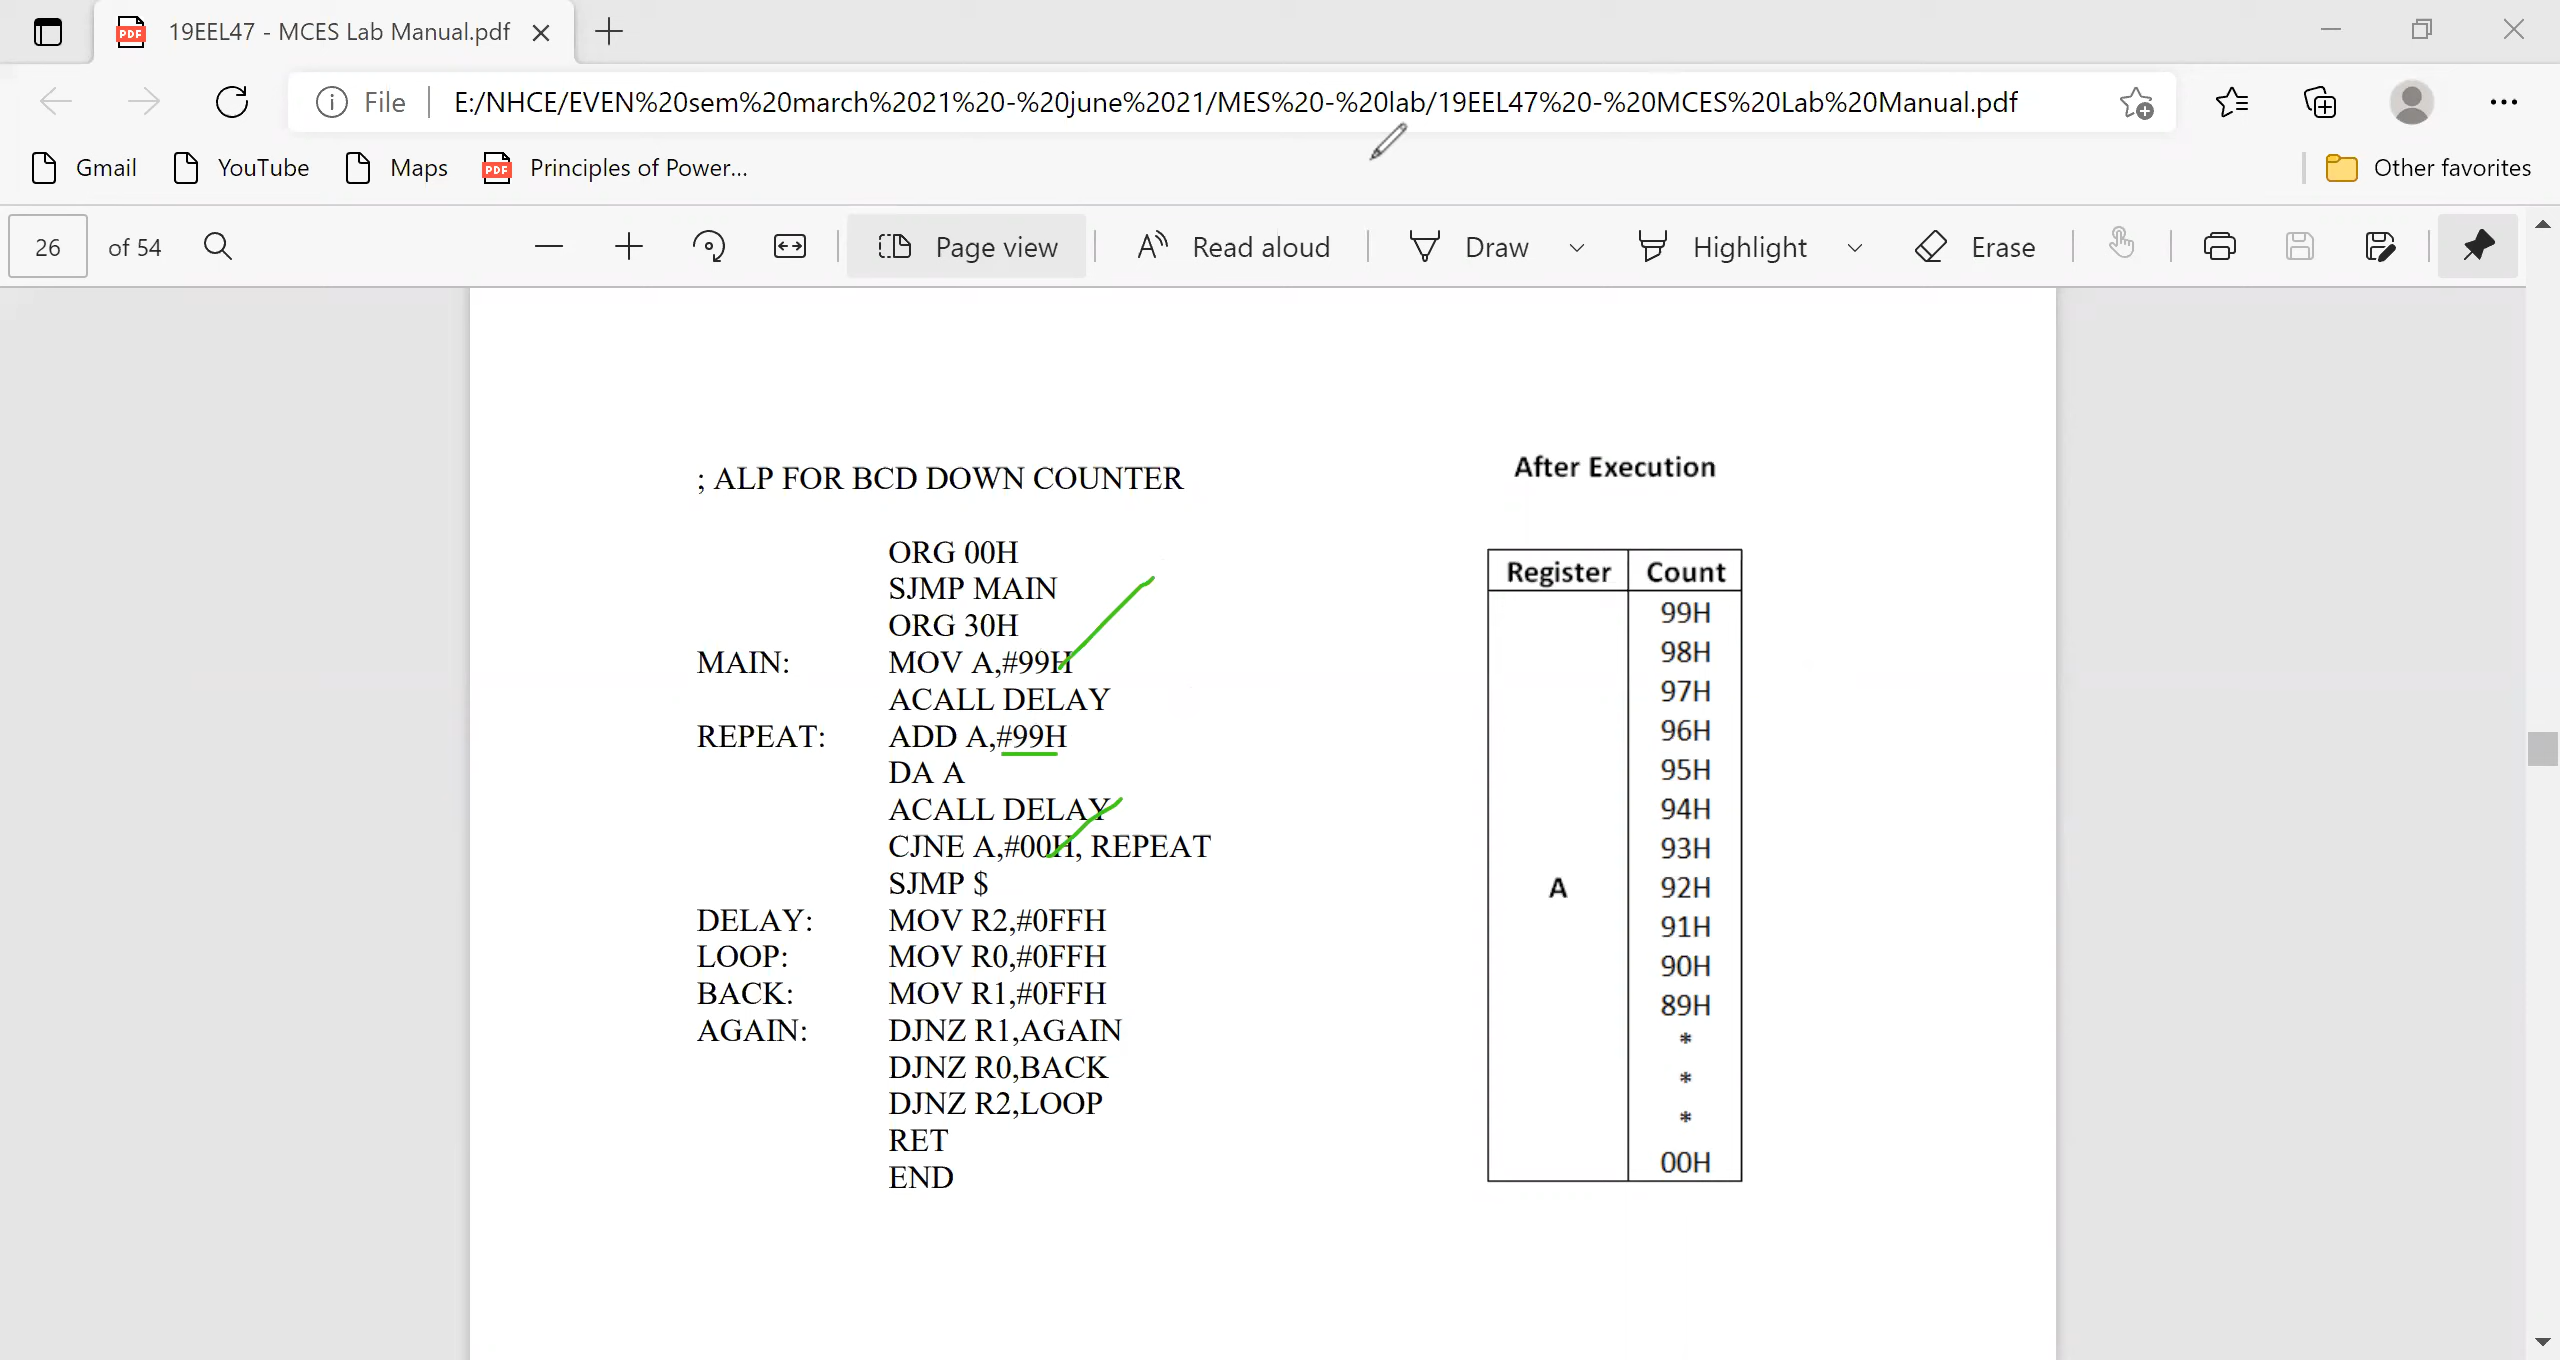 19EEL47 - MCES Lab Manual.pdf
File E:/NHCE/EVEN%20sem%20march%2021%20-%20june%2021/MES%20-%20lab/19EEL47%20-%20MCES%20Lab%20Manual.pdf
Gmail YouTube Maps PDF Principles of Power... Other favorites
26 of 54 Page view Read aloud Draw Highlight Erase
; ALP FOR BCD DOWN COUNTER
ORG 00H
SJMP MAIN
ORG 30H
MAIN: MOV A,#99H
ACALL DELAY
REPEAT: ADD A,#99H
DA A
ACALL DELAY
CJNE A,#00H, REPEAT
SJMP $
DELAY: MOV R2,#0FFH
LOOP: MOV R0,#0FFH
BACK: MOV R1,#0FFH
AGAIN: DJNZ R1,AGAIN
DJNZ R0,BACK
DJNZ R2,LOOP
RET
END
After Execution
Register Count
99H
98H
97H
96H
95H
94H
93H
A 92H
91H
90H
89H
*
*
*
00H